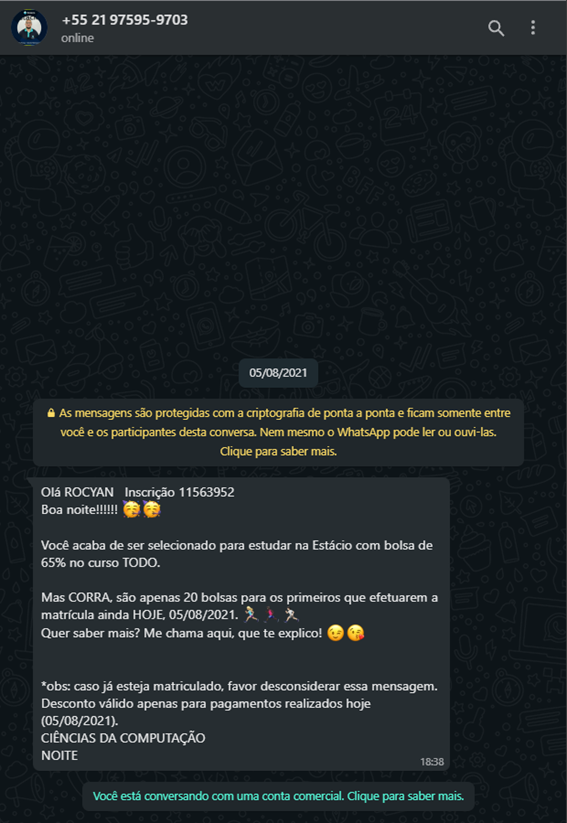 +55 21 97595-9703
online
05/08/2021
As mensagens são protegidas com a criptografia de ponta a ponta e ficam somente entre
você e os participantes desta conversa. Nem mesmo o WhatsApp pode ler ou ouvi-las.
Clique para saber mais.
Olá ROCYAN   Inscrição 11563952
Boa noite!!!!!! 🥳🥳
Você acaba de ser selecionado para estudar na Estácio com bolsa de
65% no curso TODO.
Mas CORRA, são apenas 20 bolsas para os primeiros que efetuarem a
matrícula ainda HOJE, 05/08/2021. 🏃🏃🏃
Quer saber mais? Me chama aqui, que te explico! 😉😘
*obs: caso já esteja matriculado, favor desconsiderar essa mensagem.
Desconto válido apenas para pagamentos realizados hoje
(05/08/2021).
CIÊNCIAS DA COMPUTAÇÃO
NOITE
18:38
Você está conversando com uma conta comercial. Clique para saber mais.